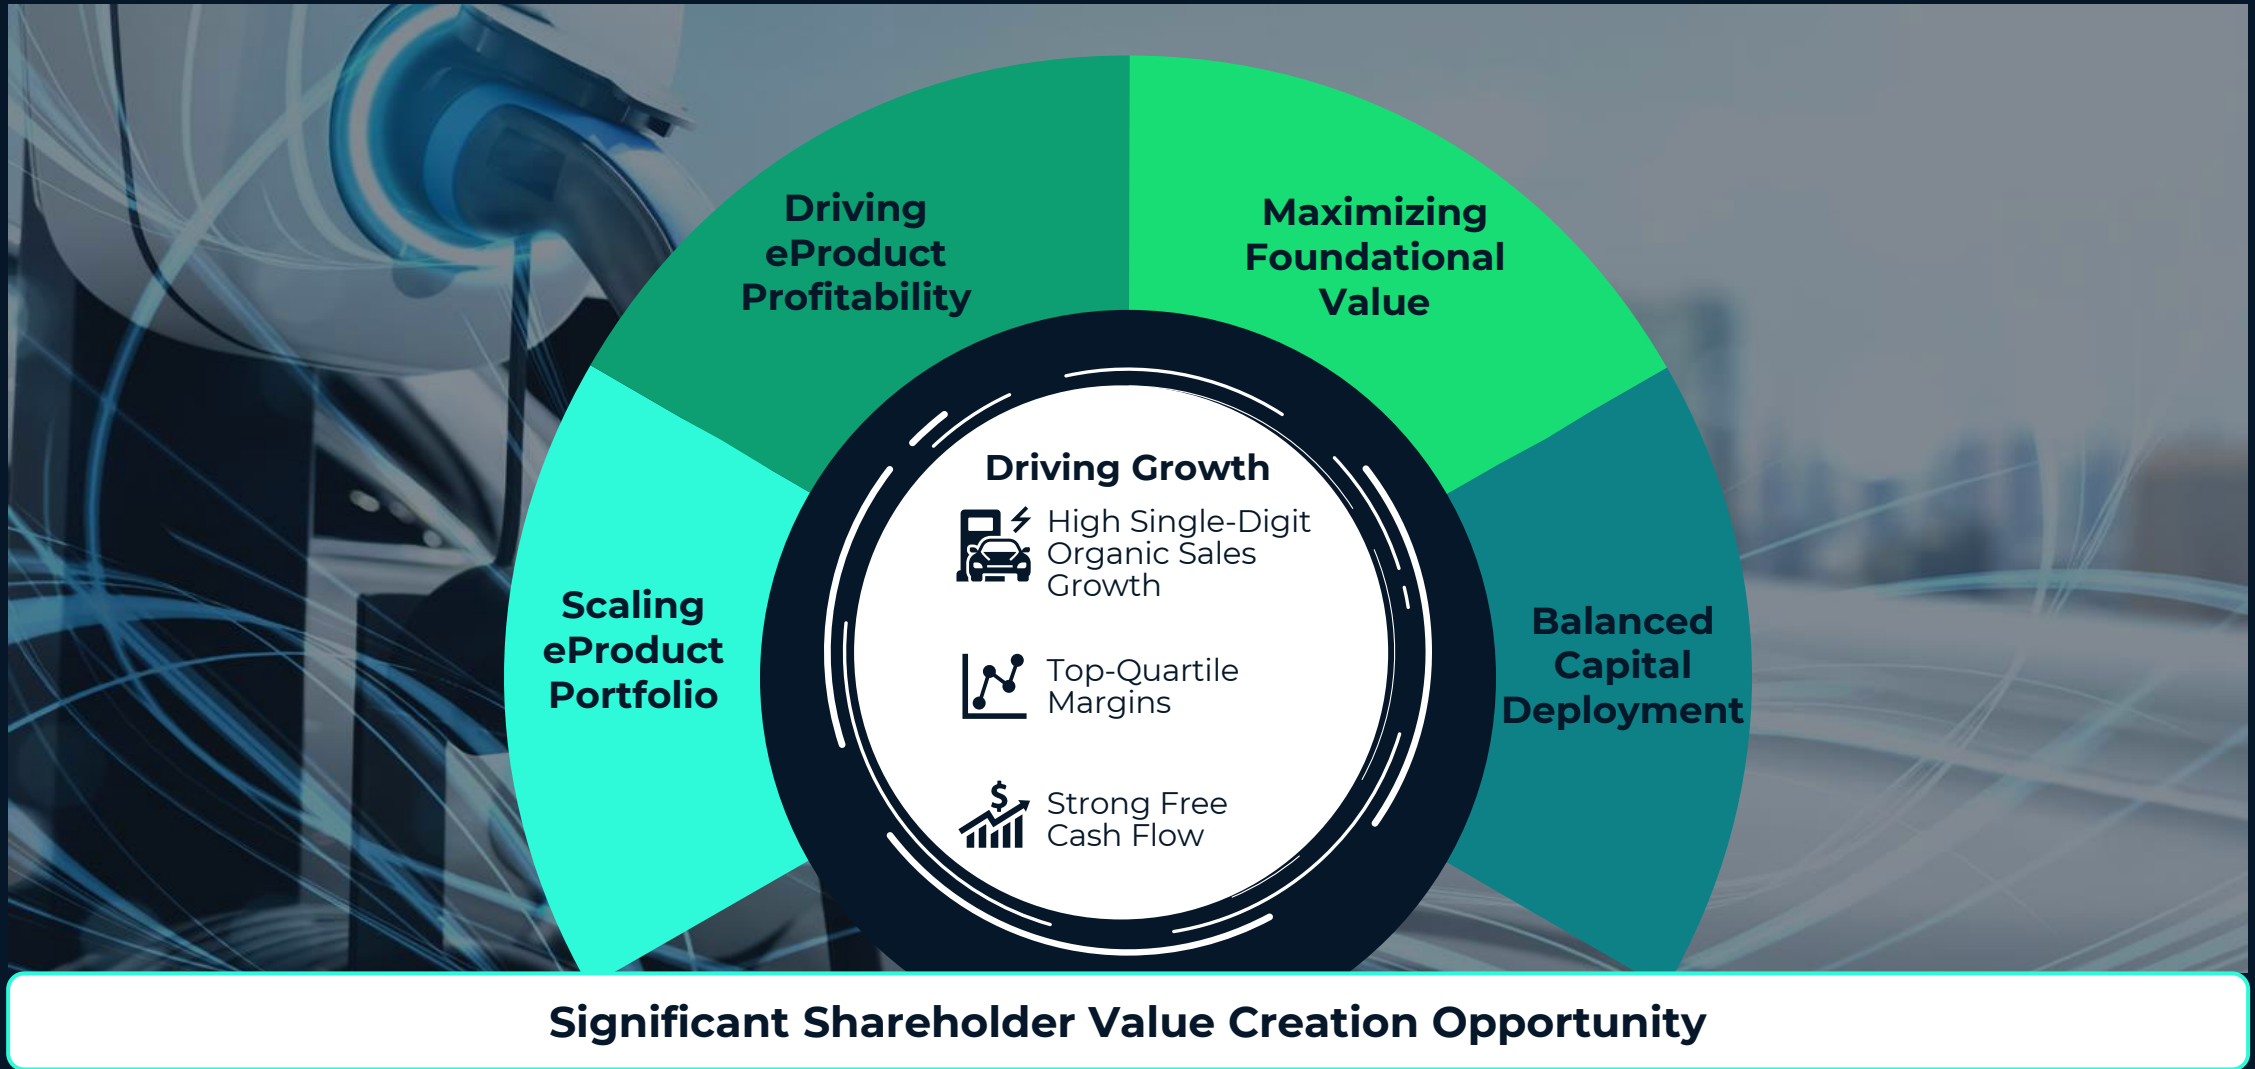 Driving
eProduct
Profitability
Maximizing
Foundational
Value
Scaling
eProduct
Portfolio
Driving Growth
High Single-Digit
Organic Sales
Growth
Top-Quartile
Margins
$
Strong Free
Cash Flow
Balanced
Capital
Deployment
Significant Shareholder Value Creation Opportunity